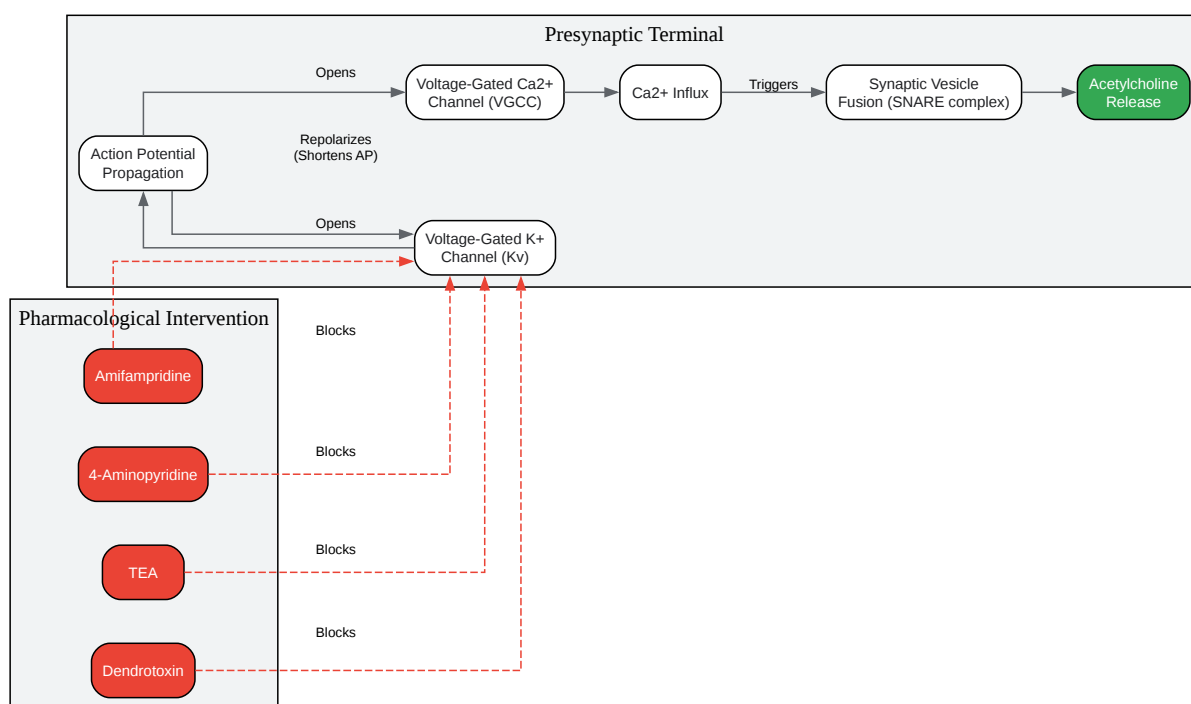 Presynaptic Terminal
Opens
Voltage-Gated Ca2+
Channel (VGCC)
Ca2+ Influx
Triggers
Synaptic Vesicle
Fusion (SNARE complex)
Acetylcholine
Release
Repolarizes
(Shortens AP)
Action Potential
Propagation
Opens
Voltage-Gated K+
Channel (Kv)
Pharmacological Intervention
Blocks
Amifampridine
Blocks
4-Aminopyridine
Blocks
TEA
Blocks
Dendrotoxin